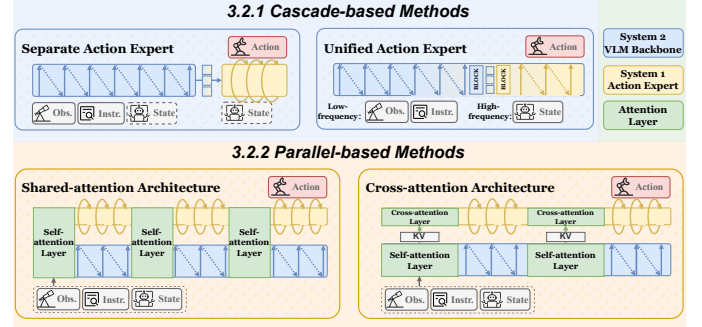 3.2.1 Cascade-based Methods
Separate Action Expert
Action
Obs.
Instr.
State
State
Unified Action Expert
Action
BLOCK
BLOCK
Low-
frequency:
Obs.
Instr.
High-
frequency:
State
System 2
VLM Backbone
System 1
Action Expert
Attention
Layer
3.2.2 Parallel-based Methods
Shared-attention Architecture
Action
Self-
attention
Layer
Self-
attention
Layer
Self-
attention
Layer
Obs.
Instr.
State
Cross-attention Architecture
Action
Cross-attention
Layer
Cross-attention
Layer
KV
KV
Self-attention
Layer
Self-attention
Layer
Obs.
Instr.
State